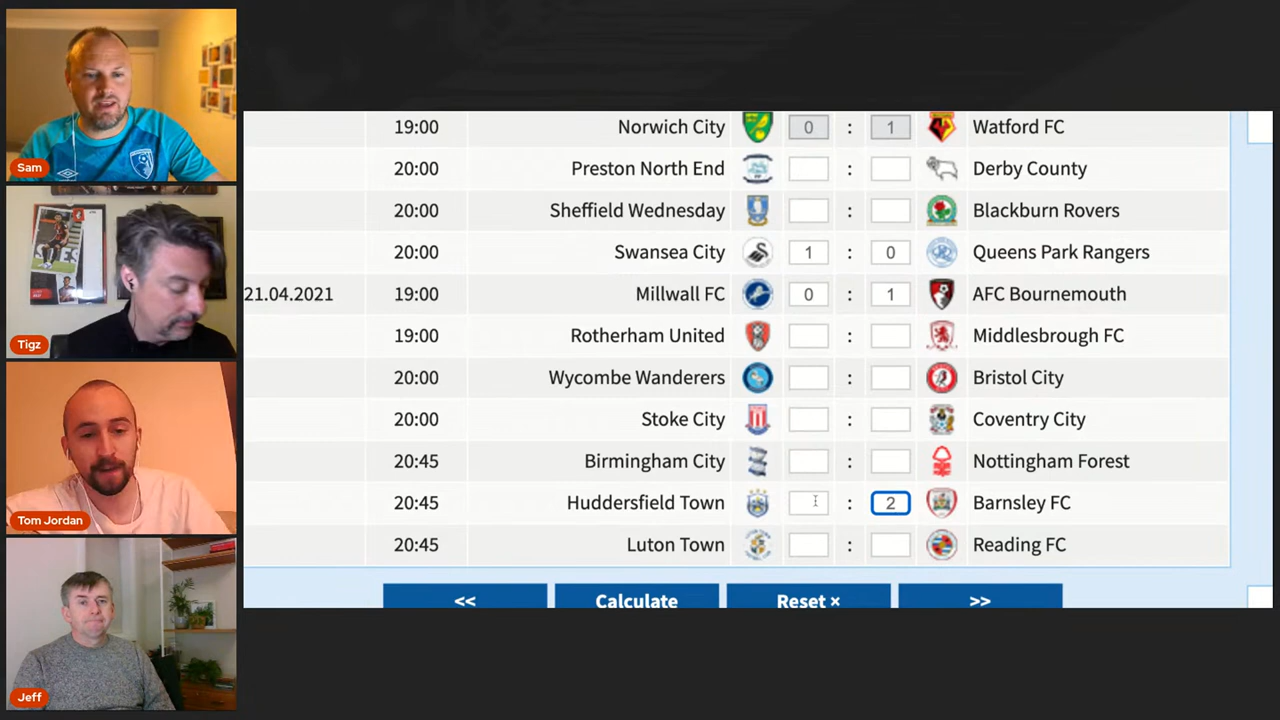 Sam
Tigz
Tom Jordan
Jeff
19:00 Norwich City 0 : 1 Watford FC
20:00 Preston North End : Derby County
20:00 Sheffield Wednesday : Blackburn Rovers
20:00 Swansea City 1 : 0 Queens Park Rangers
21.04.2021 19:00 Millwall FC 0 : 1 AFC Bournemouth
19:00 Rotherham United : Middlesbrough FC
20:00 Wycombe Wanderers : Bristol City
20:00 Stoke City : Coventry City
20:45 Birmingham City : Nottingham Forest
20:45 Huddersfield Town : 2 Barnsley FC
20:45 Luton Town : Reading FC
<< Calculate Reset × >>